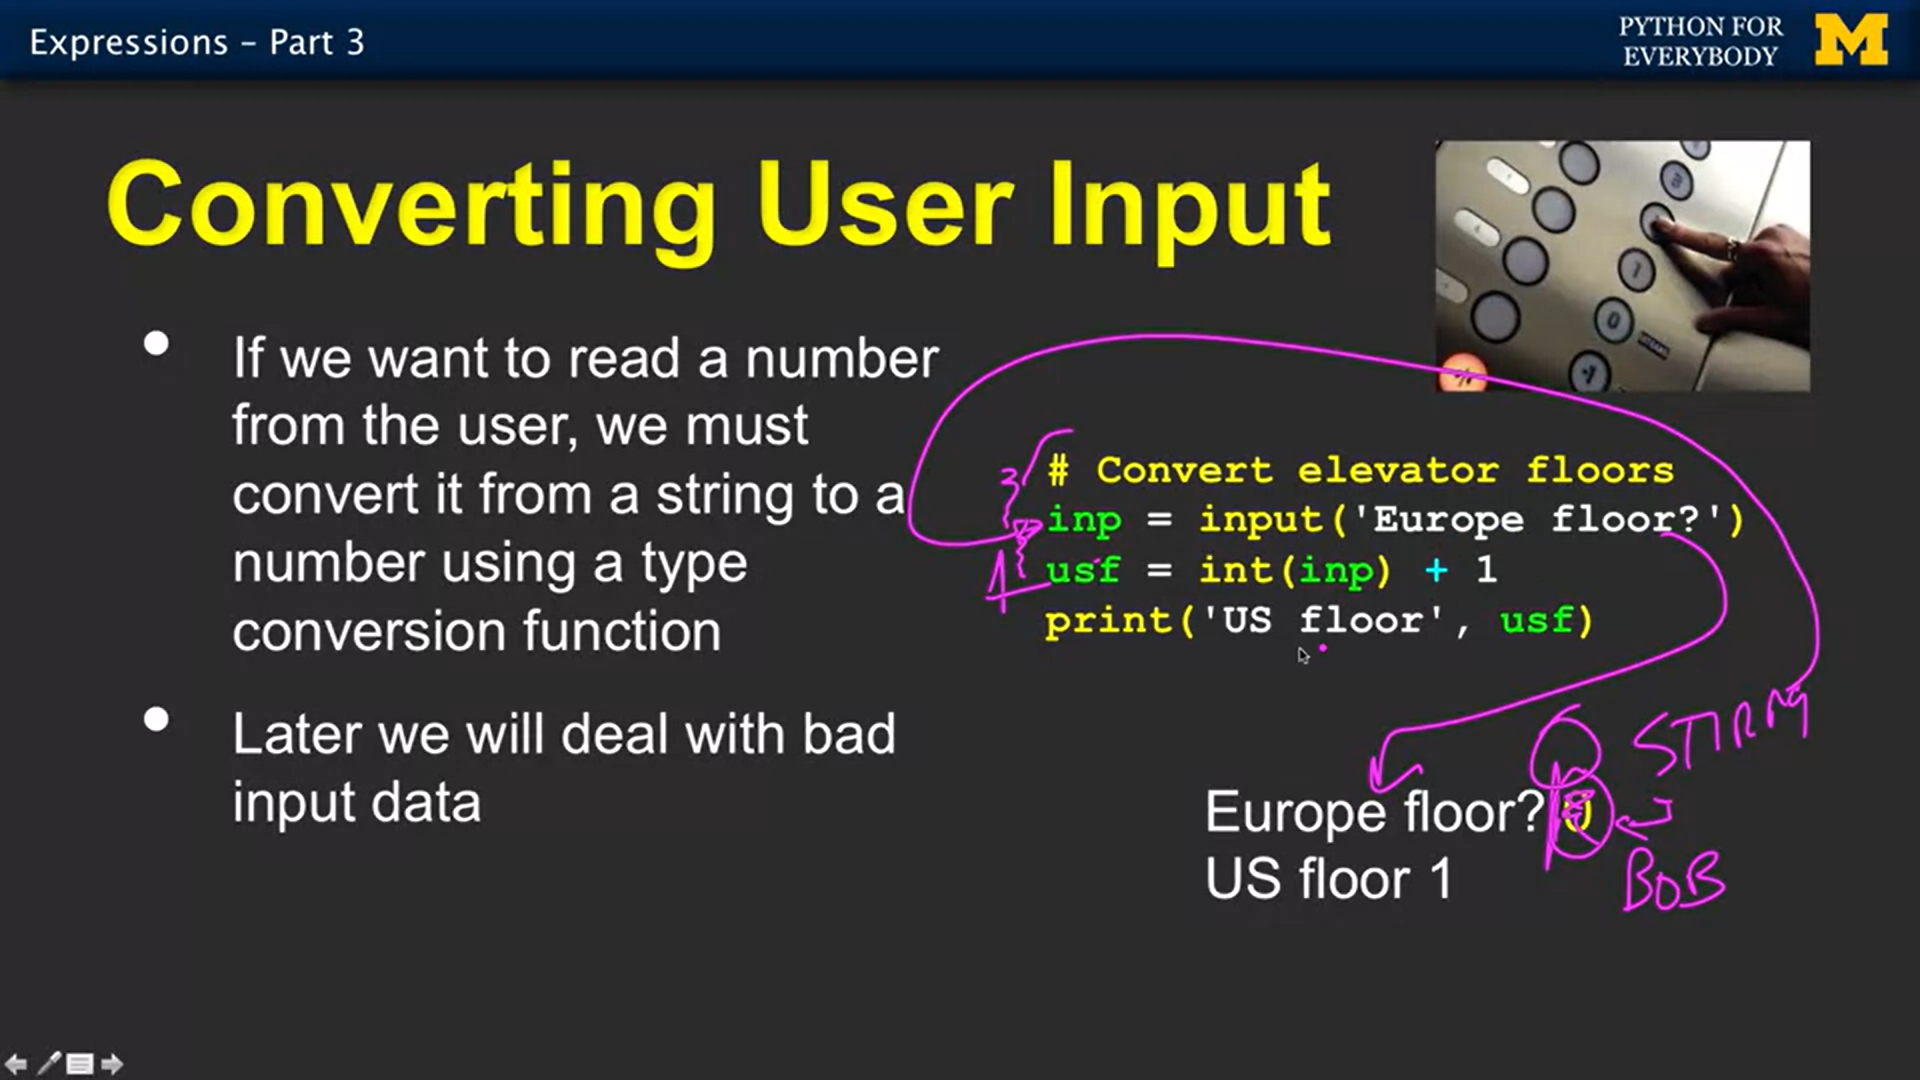 Expressions – Part 3
PYTHON FOR
EVERYBODY
M
Converting User Input
• If we want to read a number
from the user, we must
convert it from a string to a
number using a type
conversion function
• Later we will deal with bad
input data
# Convert elevator floors
inp = input('Europe floor?')
usf = int(inp) + 1
print('US floor', usf)
3
4
Europe floor? 0
US floor 1
BOB